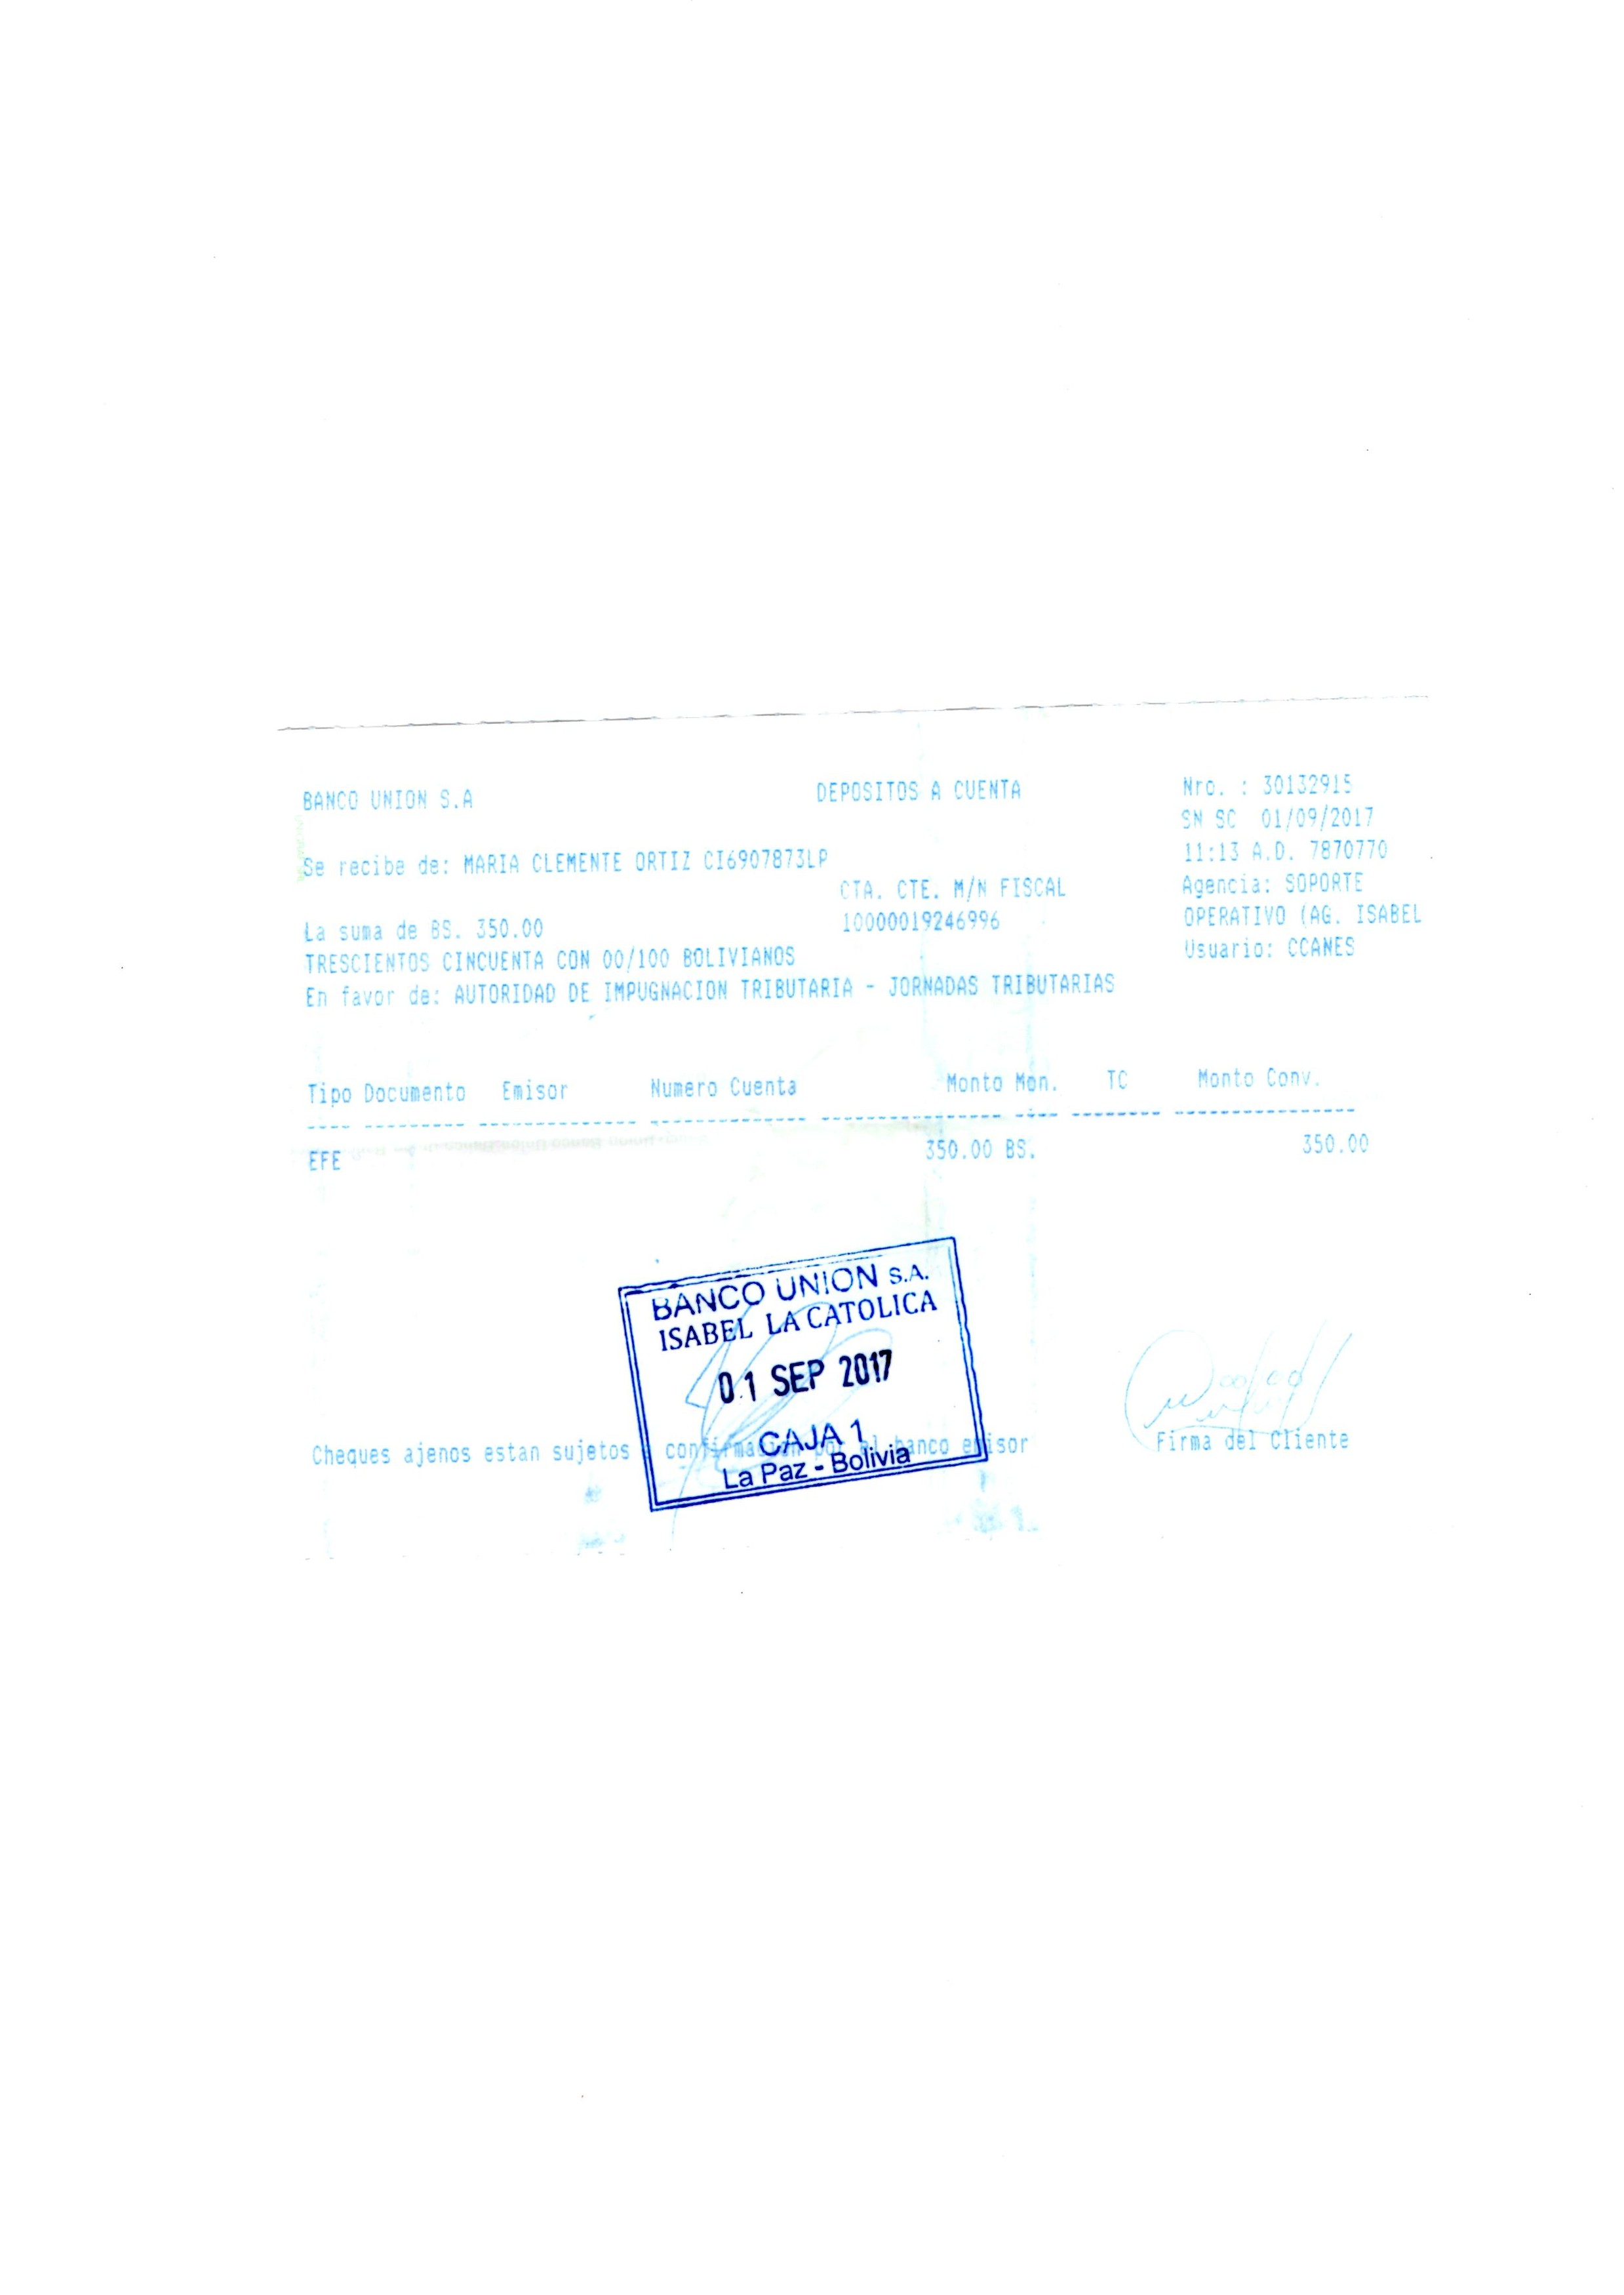 BANCO UNION S.A DEPOSITOS A CUENTA Nro. : 30132915
SN SC 01/09/2017
Se recibe de: MARIA CLEMENTE ORTIZ CI6907873LP 11:13 A.D. 7870770
CTA. CTE. M/N FISCAL Agencia: SOPORTE
La suma de BS. 350.00 10000019246996 OPERATIVO (AG. ISABEL
TRESCIENTOS CINCUENTA CON 00/100 BOLIVIANOS Usuario: CCANES
En favor de: AUTORIDAD DE IMPUGNACION TRIBUTARIA - JORNADAS TRIBUTARIAS
Tipo Documento Emisor Numero Cuenta Monto Mon. TC Monto Conv.
EFE 350.00 BS. 350.00
BANCO UNION S.A.
ISABEL LA CATOLICA
01 SEP 2017
CAJA 1
La Paz - Bolivia
Cheques ajenos estan sujetos confirmacion por el banco emisor Firma del Cliente